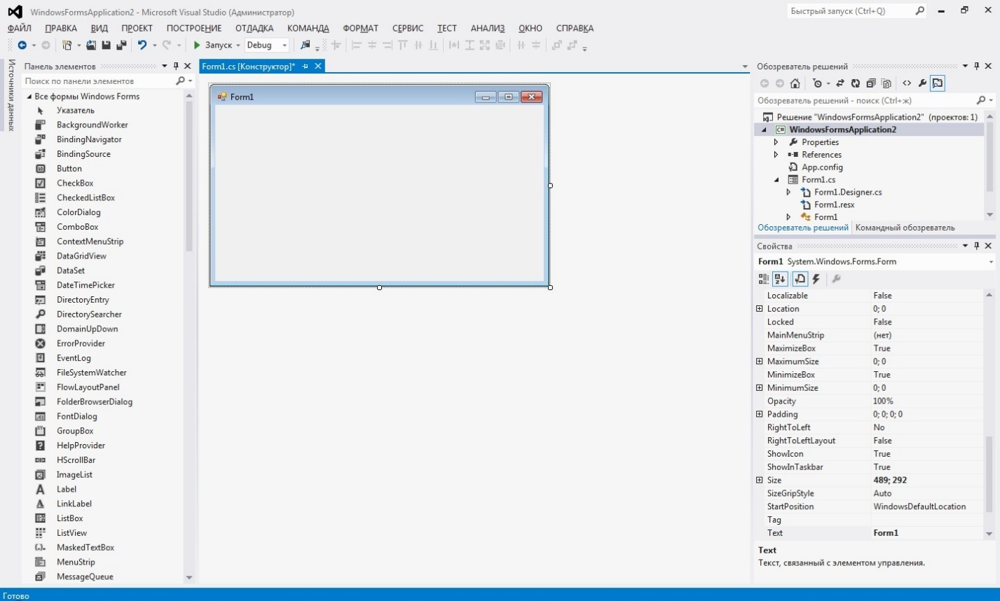 WindowsFormsApplication2 - Microsoft Visual Studio (Администратор)
Быстрый запуск (Ctrl+Q)
ФАЙЛ ПРАВКА ВИД ПРОЕКТ ПОСТРОЕНИЕ ОТЛАДКА КОМАНДА ФОРМАТ СЕРВИС ТЕСТ АНАЛИЗ ОКНО СПРАВКА
Запуск Debug
Источники данных
Панель элементов
Поиск по панели элементов
Все формы Windows Forms
Указатель
BackgroundWorker
BindingNavigator
BindingSource
Button
CheckBox
CheckedListBox
ColorDialog
ComboBox
ContextMenuStrip
DataGridView
DataSet
DateTimePicker
DirectoryEntry
DirectorySearcher
DomainUpDown
ErrorProvider
EventLog
FileSystemWatcher
FlowLayoutPanel
FolderBrowserDialog
FontDialog
GroupBox
HelpProvider
HScrollBar
ImageList
Label
LinkLabel
ListBox
ListView
MaskedTextBox
MenuStrip
MessageQueue
Form1.cs [Конструктор]*
Form1
Обозреватель решений
Обозреватель решений - поиск (Ctrl+ж)
Решение "WindowsFormsApplication2" (проектов: 1)
WindowsFormsApplication2
Properties
References
App.config
Form1.cs
Form1.Designer.cs
Form1.resx
Form1
Обозреватель решений Командный обозреватель
Свойства
Form1 System.Windows.Forms.Form
Localizable False
Location 0; 0
Locked False
MainMenuStrip (нет)
MaximizeBox True
MaximumSize 0; 0
MinimizeBox True
MinimumSize 0; 0
Opacity 100%
Padding 0; 0; 0; 0
RightToLeft No
RightToLeftLayout False
ShowIcon True
ShowInTaskbar True
Size 489; 292
SizeGripStyle Auto
StartPosition WindowsDefaultLocation
Tag
Text Form1
Text
Текст, связанный с элементом управления.
Готово